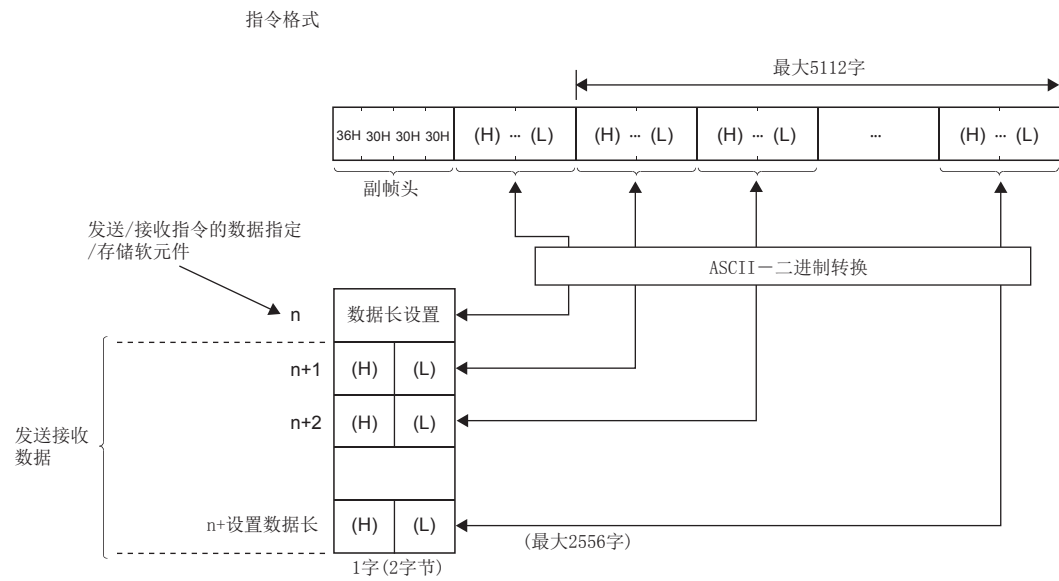 指令格式
最大5112字
36H 30H 30H 30H (H) … (L) (H) … (L) (H) … (L) … (H) … (L)
副帧头
发送/接收指令的数据指定
/存储软元件
ASCII－二进制转换
n 数据长设置
n+1 (H) (L)
n+2 (H) (L)
发送接收
数据
n+设置数据长 (H) (L)
(最大2556字)
1字(2字节)